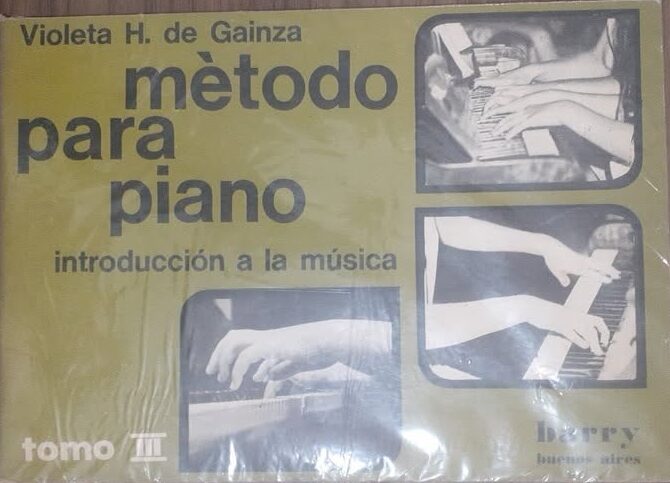 Violeta H. de Gainza
mètodo
para
piano
introducción a la música
tomo III
barry
buenos aires